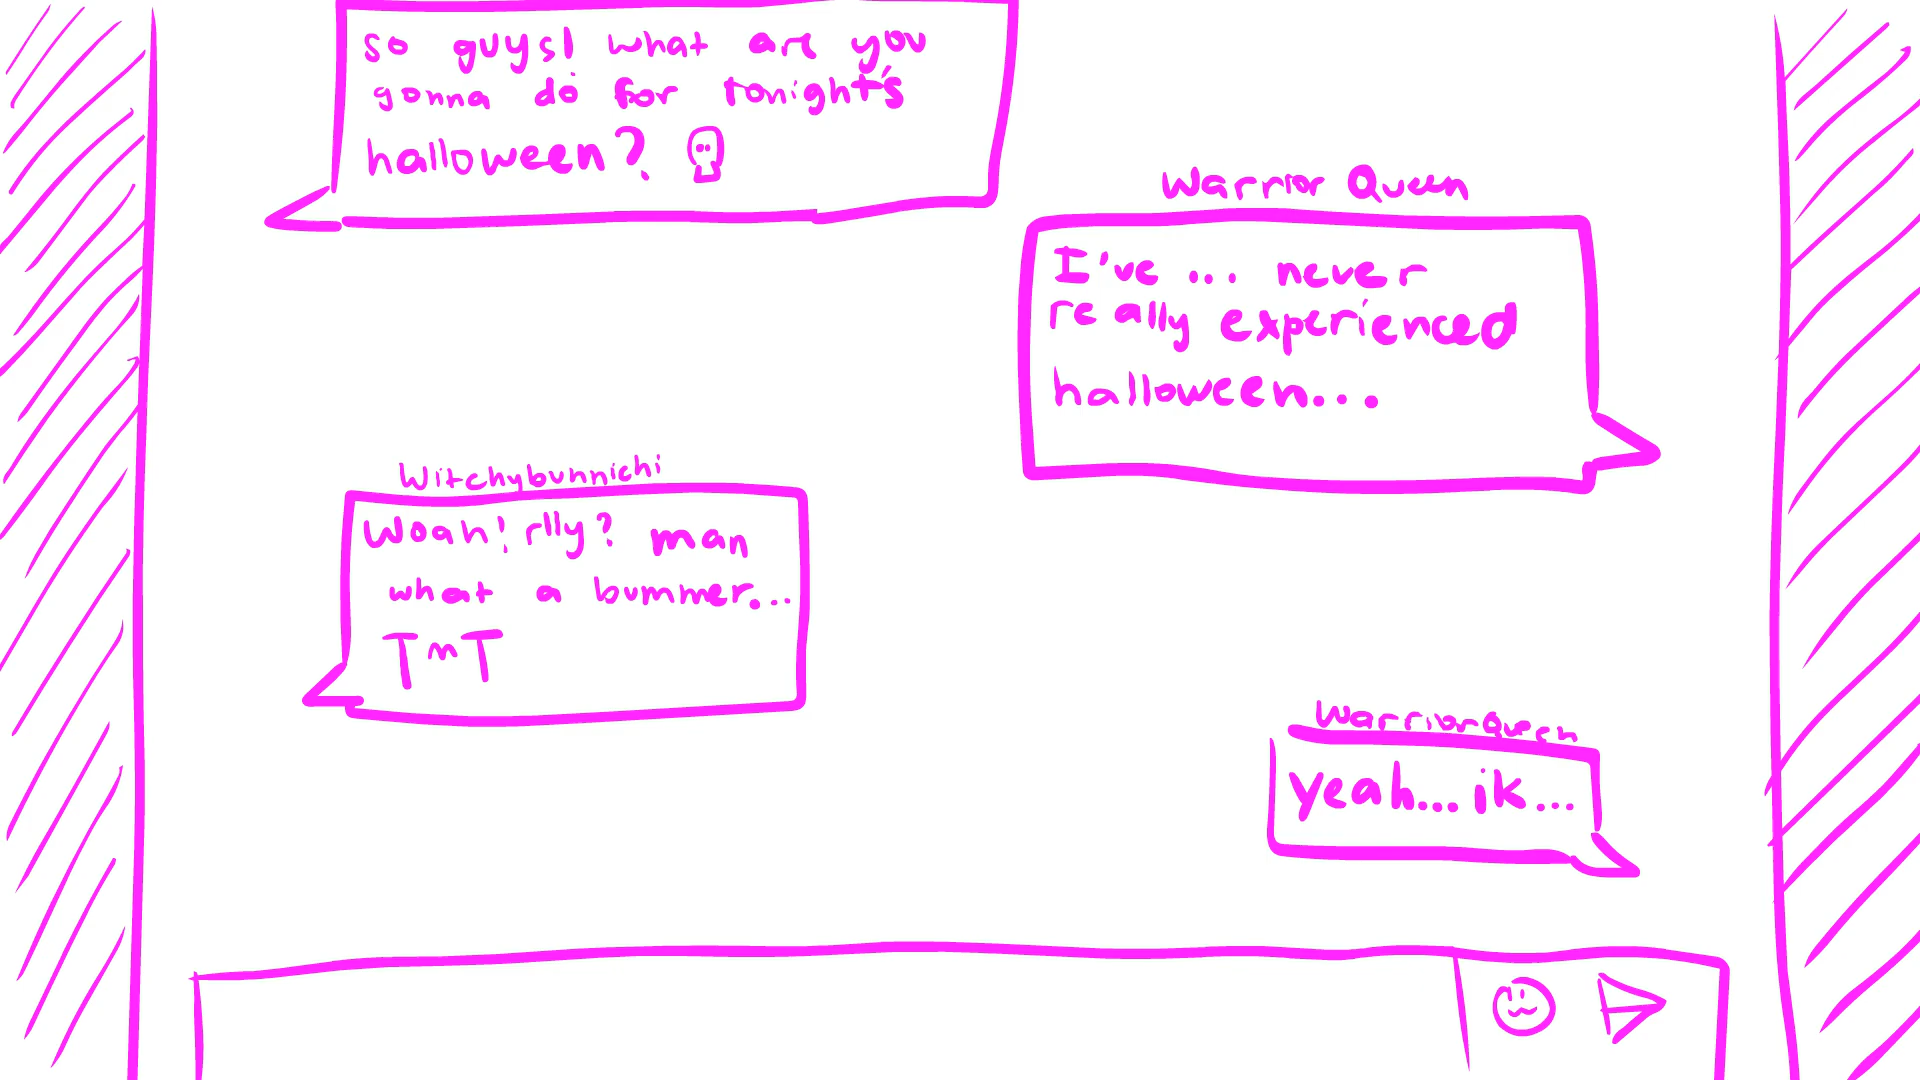 so guys! what are you
gonna do for tonight's
halloween?
Warrior Queen
I've ... never
really experienced
halloween...
Witchybunnichi
Woah! rlly? man
what a bummer...
TmT
Warriorqueen
yeah...ik...